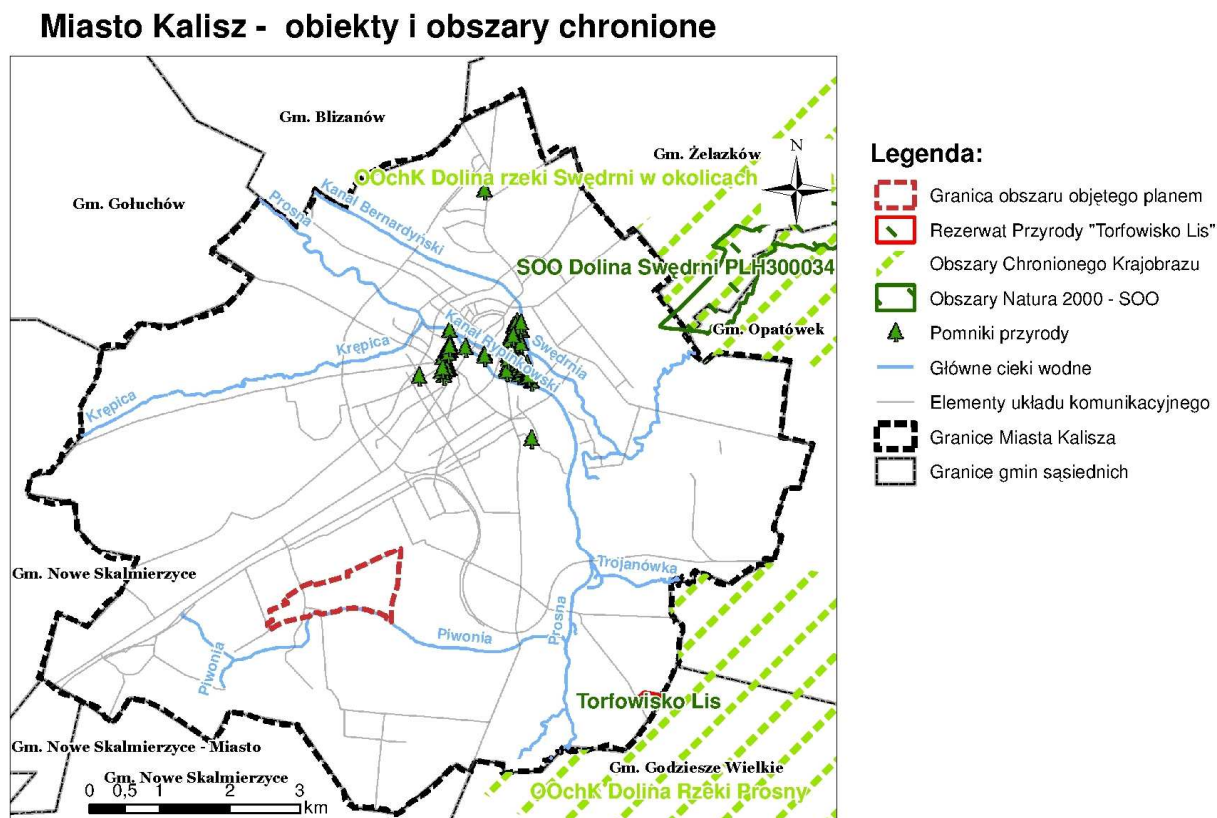 Miasto Kalisz - obiekty i obszary chronione
Gm. Blizanów
Gm. Żelazków
N
OOchK Dolina rzeki Swędrni w okolicach
Gm. Gołuchów
Prosna
Kanał Bernardyński
SOO Dolina Swędrni PLH300034
Gm. Opatówek
Kanał Rypinkowski
Swędrnia
Krępica
Krępica
Gm. Nowe Skalmierzyce
Trojanówka
Prosna
Piwonia
Piwonia
Torfowisko Lis
Gm. Nowe Skalmierzyce - Miasto
Gm. Nowe Skalmierzyce
Gm. Godziesze Wielkie
OOchK Dolina Rzeki Prosny
0 0,5 1 2 3
km
Legenda:
Granica obszaru objętego planem
Rezerwat Przyrody "Torfowisko Lis"
Obszary Chronionego Krajobrazu
Obszary Natura 2000 - SOO
Pomniki przyrody
Główne cieki wodne
Elementy układu komunikacyjnego
Granice Miasta Kalisza
Granice gmin sąsiednich